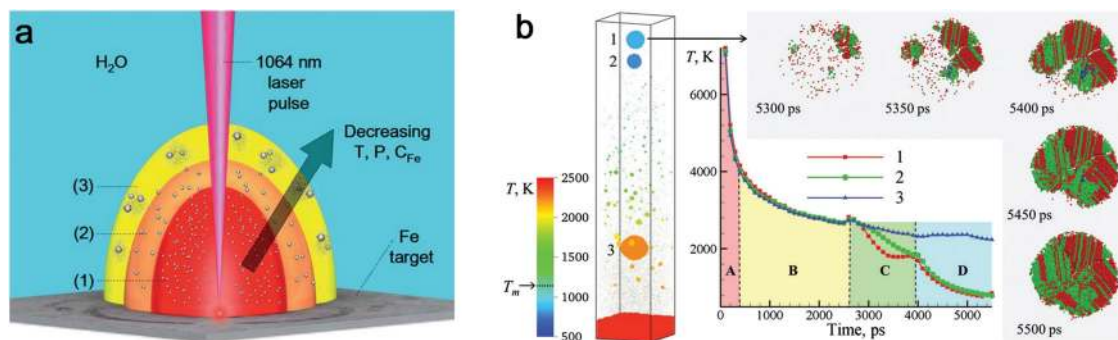 a
H₂O
1064 nm
laser
pulse
Decreasing
T, P, C_Fe
(3)
(2)
(1)
Fe
target
b
1
2
3
T, K
2500
2000
1500
T_m
1000
500
T, K
6000
4000
2000
A
B
C
D
0
1000
2000
3000
4000
5000
Time, ps
1
2
3
5300 ps
5350 ps
5400 ps
5450 ps
5500 ps